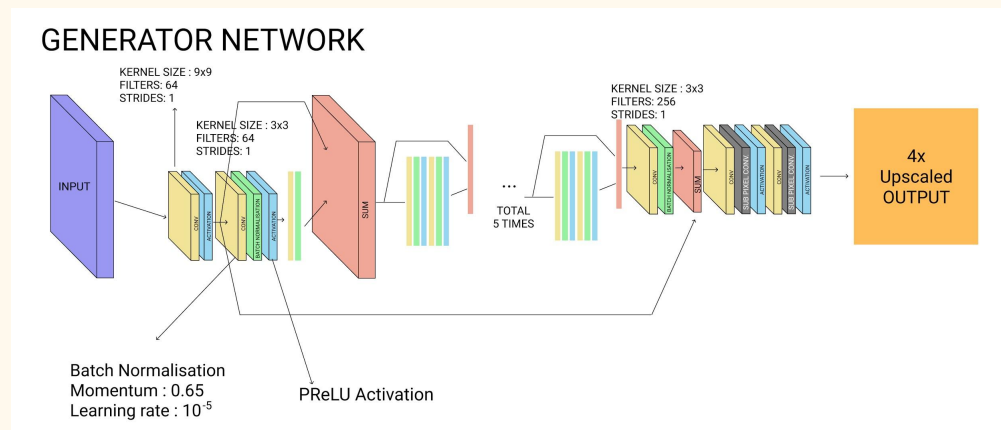 GENERATOR NETWORK
KERNEL SIZE : 9x9
FILTERS: 64
STRIDES: 1
KERNEL SIZE : 3x3
FILTERS: 64
STRIDES: 1
KERNEL SIZE : 3x3
FILTERS: 256
STRIDES: 1
INPUT
CONV
ACTIVATION
CONV
BATCH NORMALISATION
ACTIVATION
SUM
...
TOTAL
5 TIMES
CONV
BATCH NORMALISATION
SUM
CONV
SUB PIXEL CONV.
ACTIVATION
CONV
SUB PIXEL CONV.
ACTIVATION
4x
Upscaled
OUTPUT
Batch Normalisation
Momentum : 0.65
Learning rate : 10⁻⁵
PReLU Activation